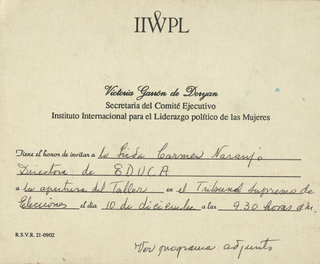 IIWPL
Victoria Garrón de Doryan
Secretaria del Comité Ejecutivo
Instituto Internacional para el Liderazgo político de las Mujeres
Tiene el honor de invitar a la Licda Carmen Naranjo
Directora de EDUCA
a la apertura del Taller en el Tribunal Supremo de
Elecciones el día 10 de diciembre a las 9.30 horas
R.S.V.R. 21-0902
Ver programa adjunto